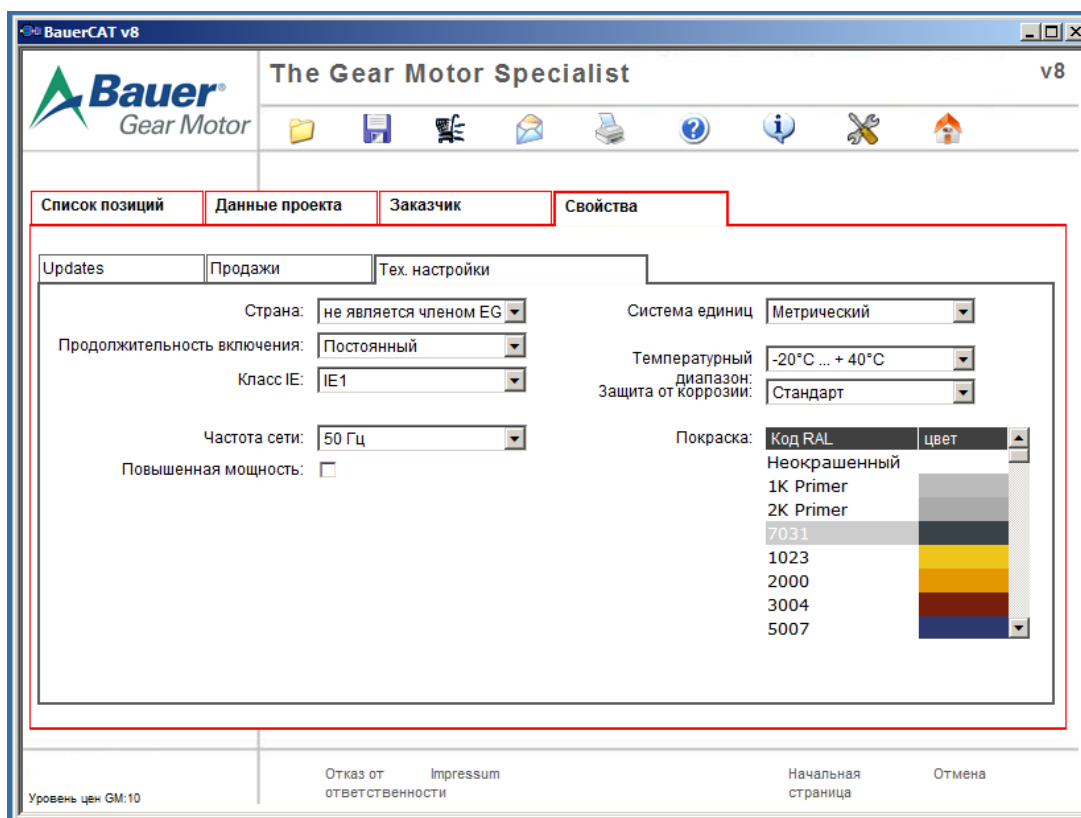 BauerCAT v8
Bauer®
Gear Motor
The Gear Motor Specialist
v8
Список позиций
Данные проекта
Заказчик
Свойства
Updates
Продажи
Тех. настройки
Страна: не является членом EG
Продолжительность включения: Постоянный
Класс IE: IE1
Частота сети: 50 Гц
Повышенная мощность:
Система единиц Метрический
Температурный
диапазон:
-20°C ... + 40°C
Защита от коррозии: Стандарт
Покраска: Код RAL цвет
Неокрашенный
1K Primer
2K Primer
7031
1023
2000
3004
5007
Уровень цен GM:10
Отказ от
ответственности
Impressum
Начальная
страница
Отмена